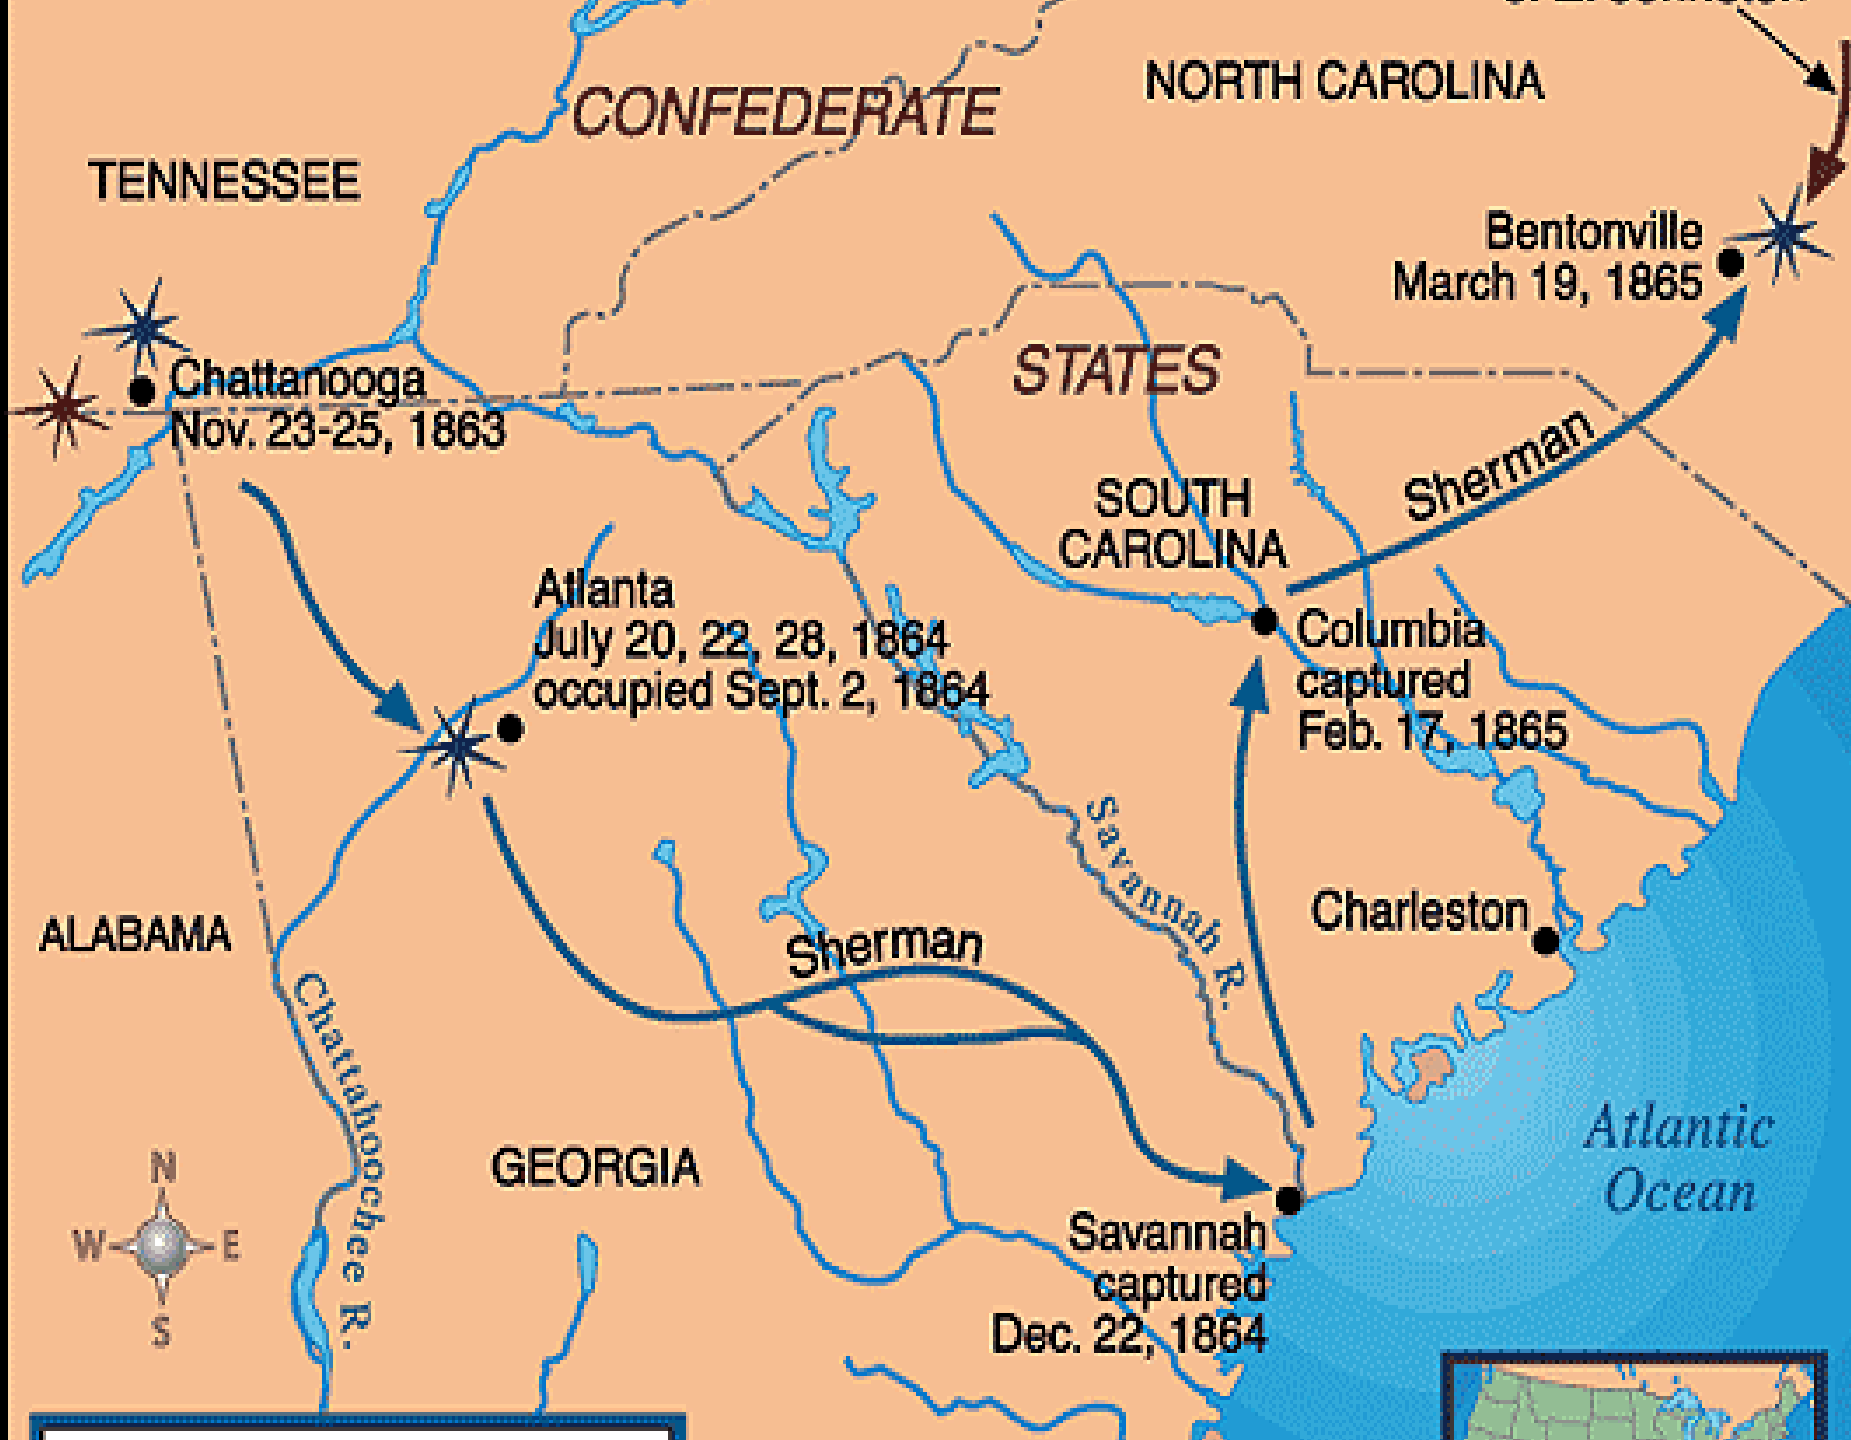 NORTH CAROLINA
CONFEDERATE
TENNESSEE
Bentonville
March 19, 1865
STATES
Chattanooga
Nov. 23-25, 1863
Sherman
SOUTH
CAROLINA
Atlanta
July 20, 22, 28, 1864
occupied Sept. 2, 1864
Columbia
captured
Feb. 17, 1865
Savannah R.
Charleston
ALABAMA
Sherman
Chattahoochee R.
Atlantic
Ocean
GEORGIA
N
W E
S
Savannah
captured
Dec. 22, 1864